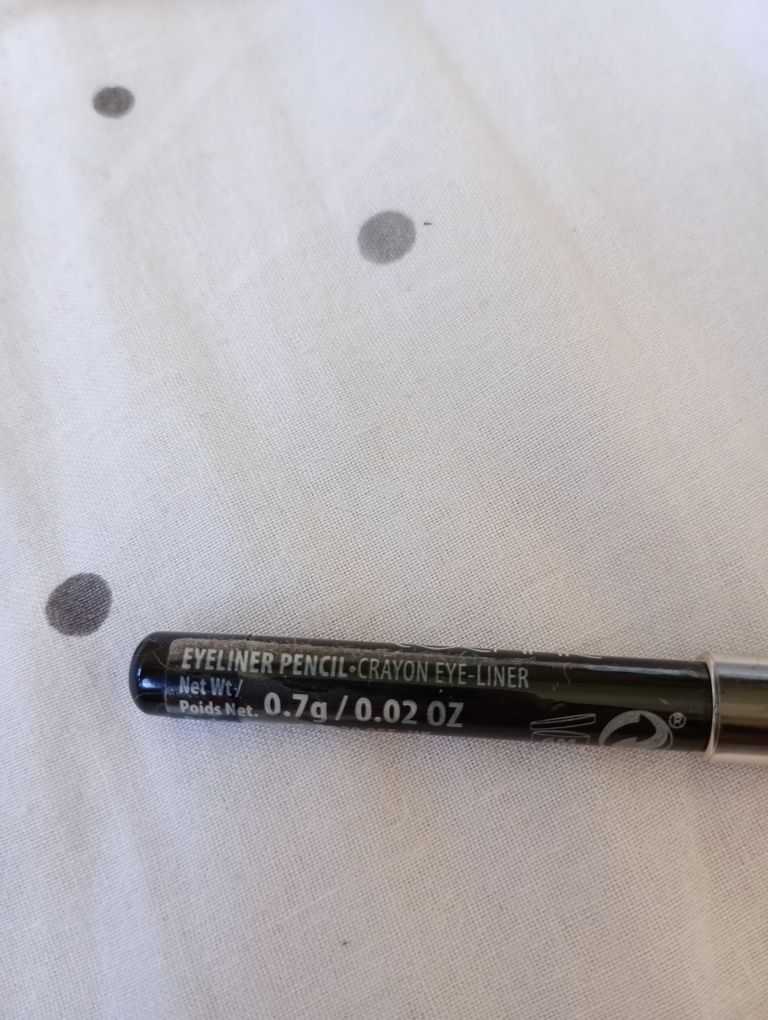 EYELINER PENCIL•CRAYON EYE-LINER
Net Wt/
Poids Net. 0.7g / 0.02 OZ
®